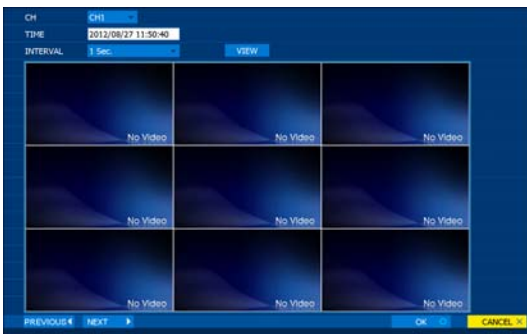 CH CH1
TIME 2012/08/27 11:50:40
INTERVAL 1 Sec. VIEW
No Video No Video No Video
No Video No Video No Video
No Video No Video No Video
PREVIOUS NEXT OK CANCEL